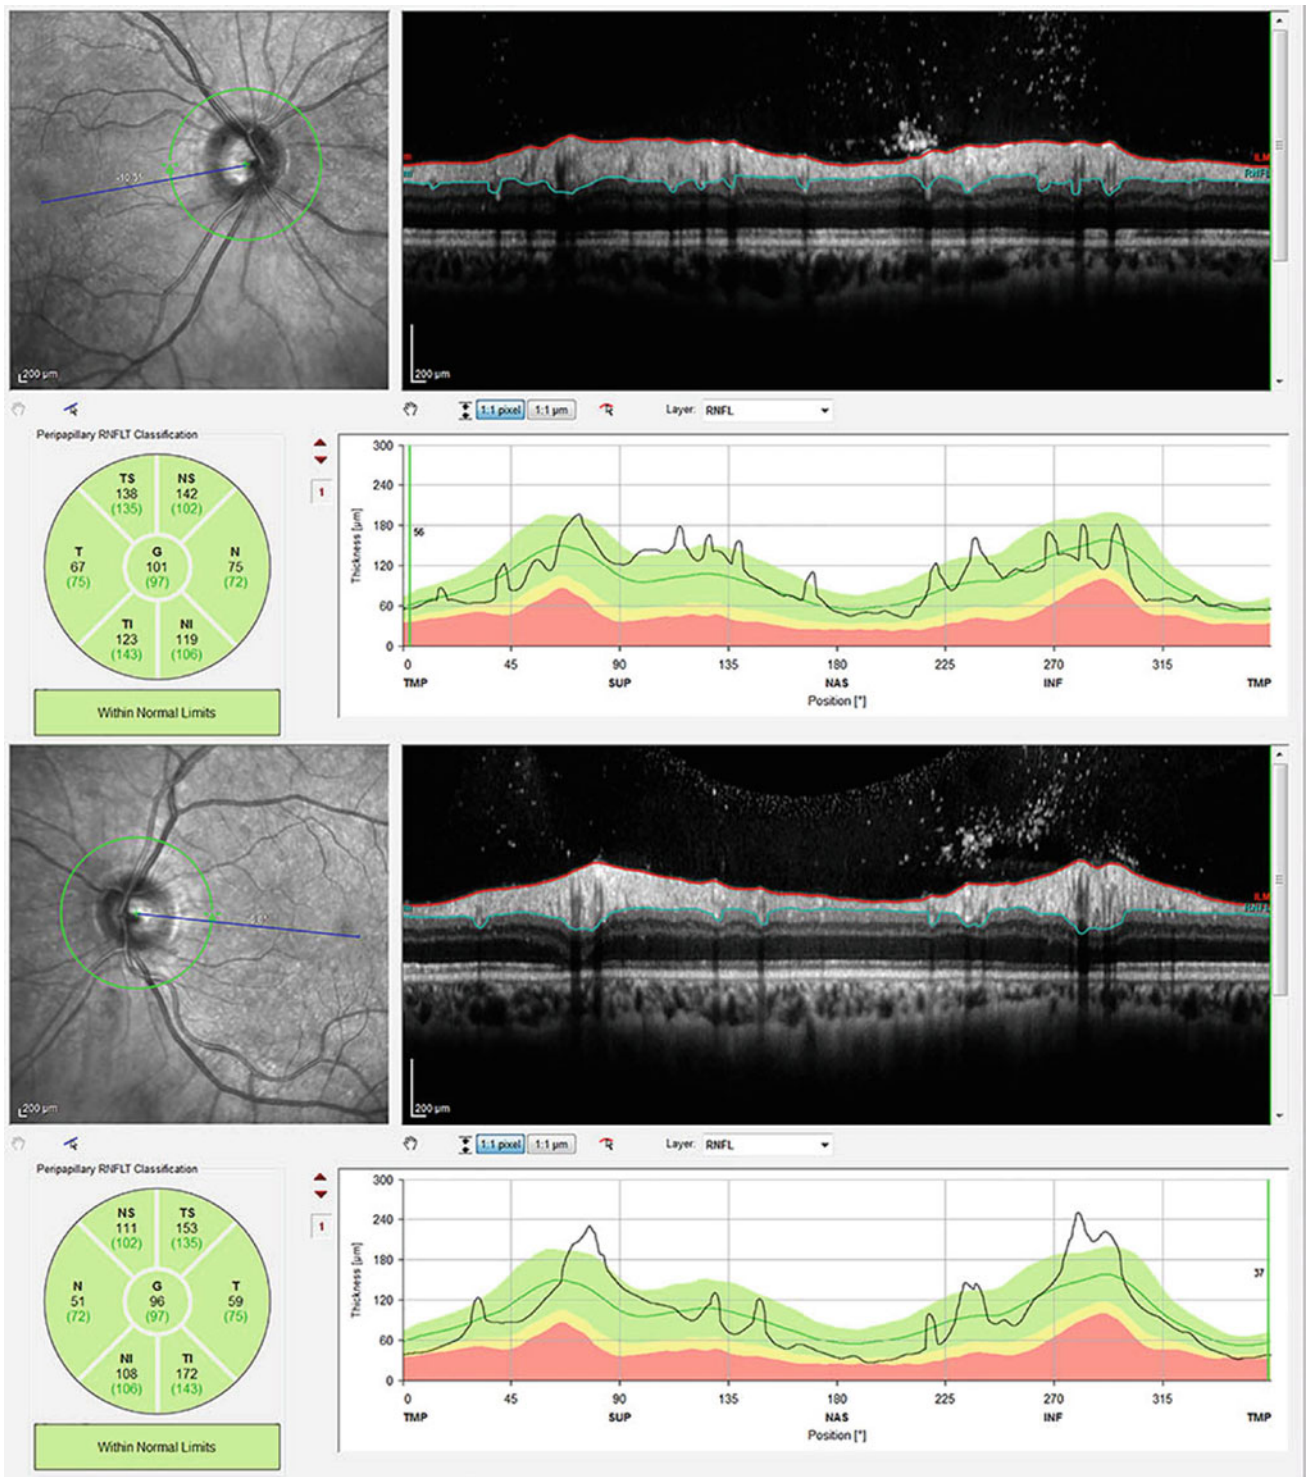 -10.5°
200 µm
ILM
RNFL
200 µm
1:1 pixel
1:1 µm
Layer:
RNFL
Peripapillary RNFLT Classification
TS
138
(135)
NS
142
(102)
T
67
(75)
G
101
(97)
N
75
(72)
TI
123
(143)
NI
119
(106)
Within Normal Limits
1
Thickness [µm]
300
240
180
120
60
0
56
0 45 90 135 180 225 270 315
TMP SUP NAS INF TMP
Position [°]
200 µm
ILM
RNFL
200 µm
1:1 pixel
1:1 µm
Layer:
RNFL
Peripapillary RNFLT Classification
NS
111
(102)
TS
153
(135)
N
51
(72)
G
96
(97)
T
59
(75)
NI
108
(106)
TI
172
(143)
Within Normal Limits
1
Thickness [µm]
300
240
180
120
60
0
37
0 45 90 135 180 225 270 315
TMP SUP NAS INF TMP
Position [°]